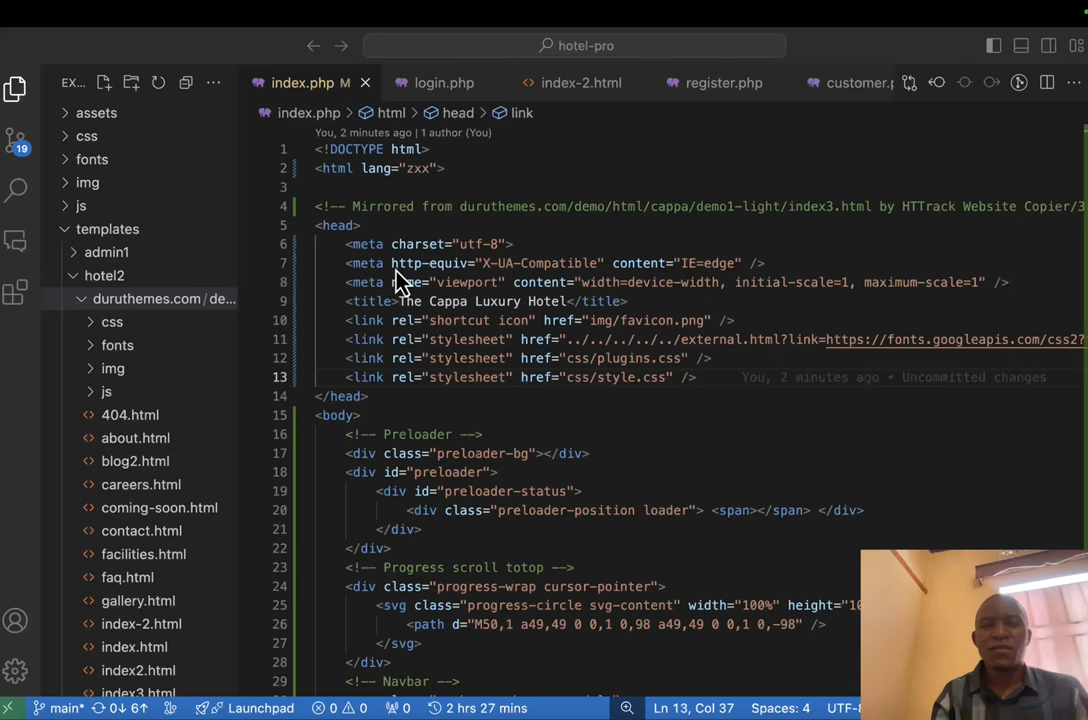 hotel-pro
EX...
index.php M
login.php
index-2.html
register.php
customer.p
index.php > html > head > link
You, 2 minutes ago | 1 author (You)
assets
css
fonts
img
js
templates
admin1
hotel2
duruthemes.com / de...
css
fonts
img
js
404.html
about.html
blog2.html
careers.html
coming-soon.html
contact.html
facilities.html
faq.html
gallery.html
index-2.html
index.html
index2.html
index3.html
19
1 <!DOCTYPE html>
2 <html lang="zxx">
3
4 <!-- Mirrored from duruthemes.com/demo/html/cappa/demo1-light/index3.html by HTTrack Website Copier/3
5 <head>
6 <meta charset="utf-8">
7 <meta http-equiv="X-UA-Compatible" content="IE=edge" />
8 <meta name="viewport" content="width=device-width, initial-scale=1, maximum-scale=1" />
9 <title>The Cappa Luxury Hotel</title>
10 <link rel="shortcut icon" href="img/favicon.png" />
11 <link rel="stylesheet" href="../../../../external.html?link=https://fonts.googleapis.com/css2?
12 <link rel="stylesheet" href="css/plugins.css" />
13 <link rel="stylesheet" href="css/style.css" /> You, 2 minutes ago • Uncommitted changes
14 </head>
15 <body>
16 <!-- Preloader -->
17 <div class="preloader-bg"></div>
18 <div id="preloader">
19 <div id="preloader-status">
20 <div class="preloader-position loader"> <span></span> </div>
21 </div>
22 </div>
23 <!-- Progress scroll totop -->
24 <div class="progress-wrap cursor-pointer">
25 <svg class="progress-circle svg-content" width="100%" height="10
26 <path d="M50,1 a49,49 0 0,1 0,98 a49,49 0 0,1 0,-98" />
27 </svg>
28 </div>
29 <!-- Navbar -->
main* 0↓ 6↑ Launchpad 0 0 0 2 hrs 27 mins Ln 13, Col 37 Spaces: 4 UTF-8